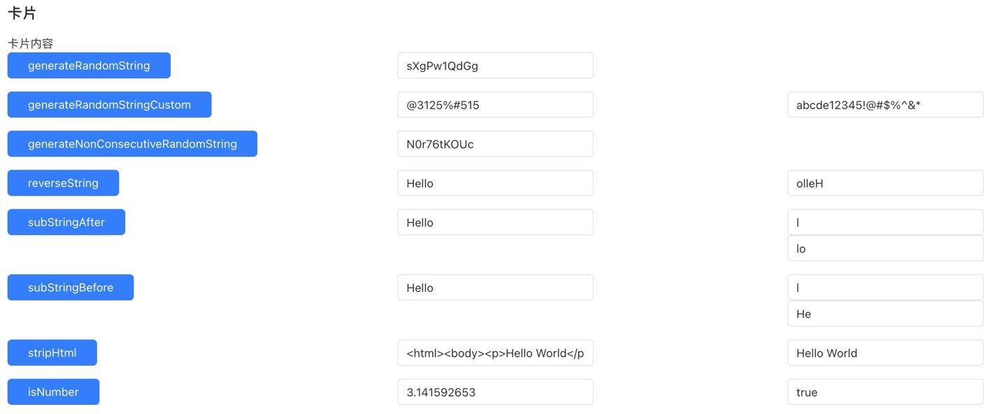 卡片
卡片内容
generateRandomString sXgPw1QdGg
generateRandomStringCustom @3125%#515 abcde12345!@#$%^&*
generateNonConsecutiveRandomString N0r76tKOUc
reverseString Hello olleH
subStringAfter Hello l
lo
subStringBefore Hello l
He
stripHtml <html><body><p>Hello World</p Hello World
isNumber 3.141592653 true